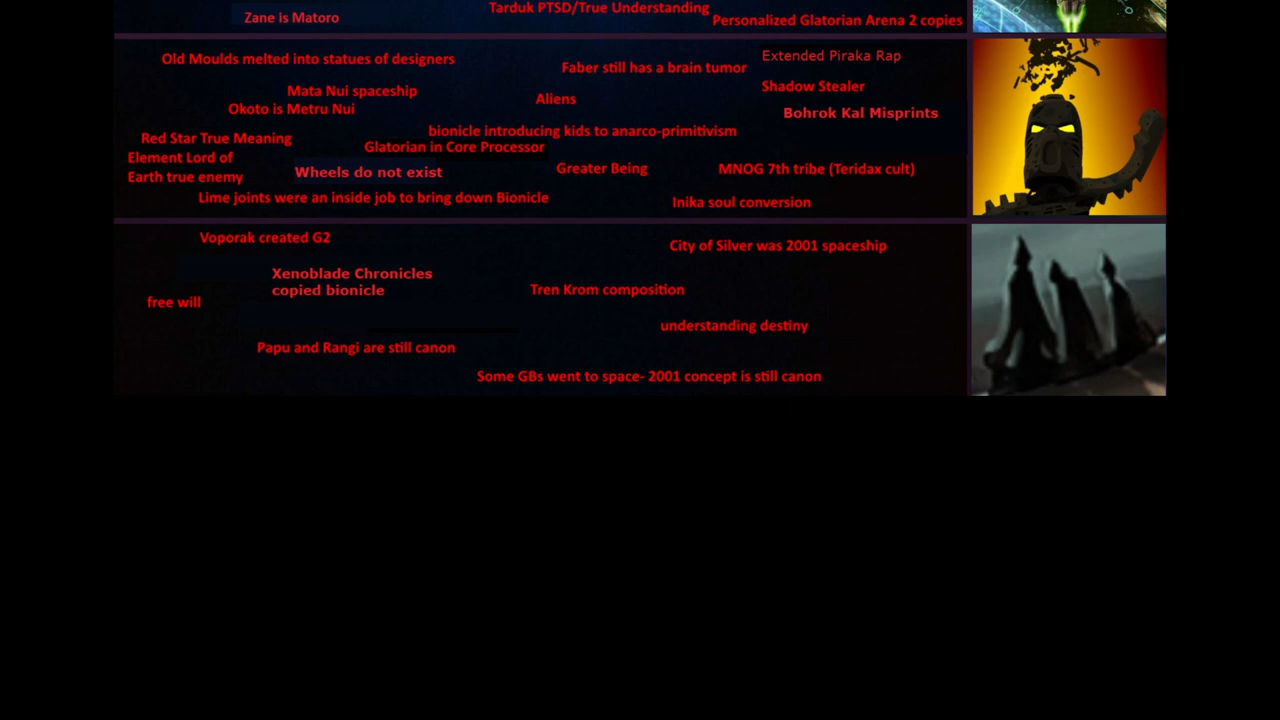 Tarduk PTSD/True Understanding
Zane is Matoro
Personalized Glatorian Arena 2 copies
Old Moulds melted into statues of designers
Faber still has a brain tumor
Extended Piraka Rap
Mata Nui spaceship
Aliens
Shadow Stealer
Okoto is Metru Nui
Bohrok Kal Misprints
Red Star True Meaning
bionicle introducing kids to anarco-primitivism
Glatorian in Core Processor
Element Lord of
Earth true enemy
Wheels do not exist
Greater Being
MNOG 7th tribe (Teridax cult)
Lime joints were an inside job to bring down Bionicle
Inika soul conversion
Voporak created G2
City of Silver was 2001 spaceship
Xenoblade Chronicles
copied bionicle
free will
Tren Krom composition
understanding destiny
Papu and Rangi are still canon
Some GBs went to space- 2001 concept is still canon